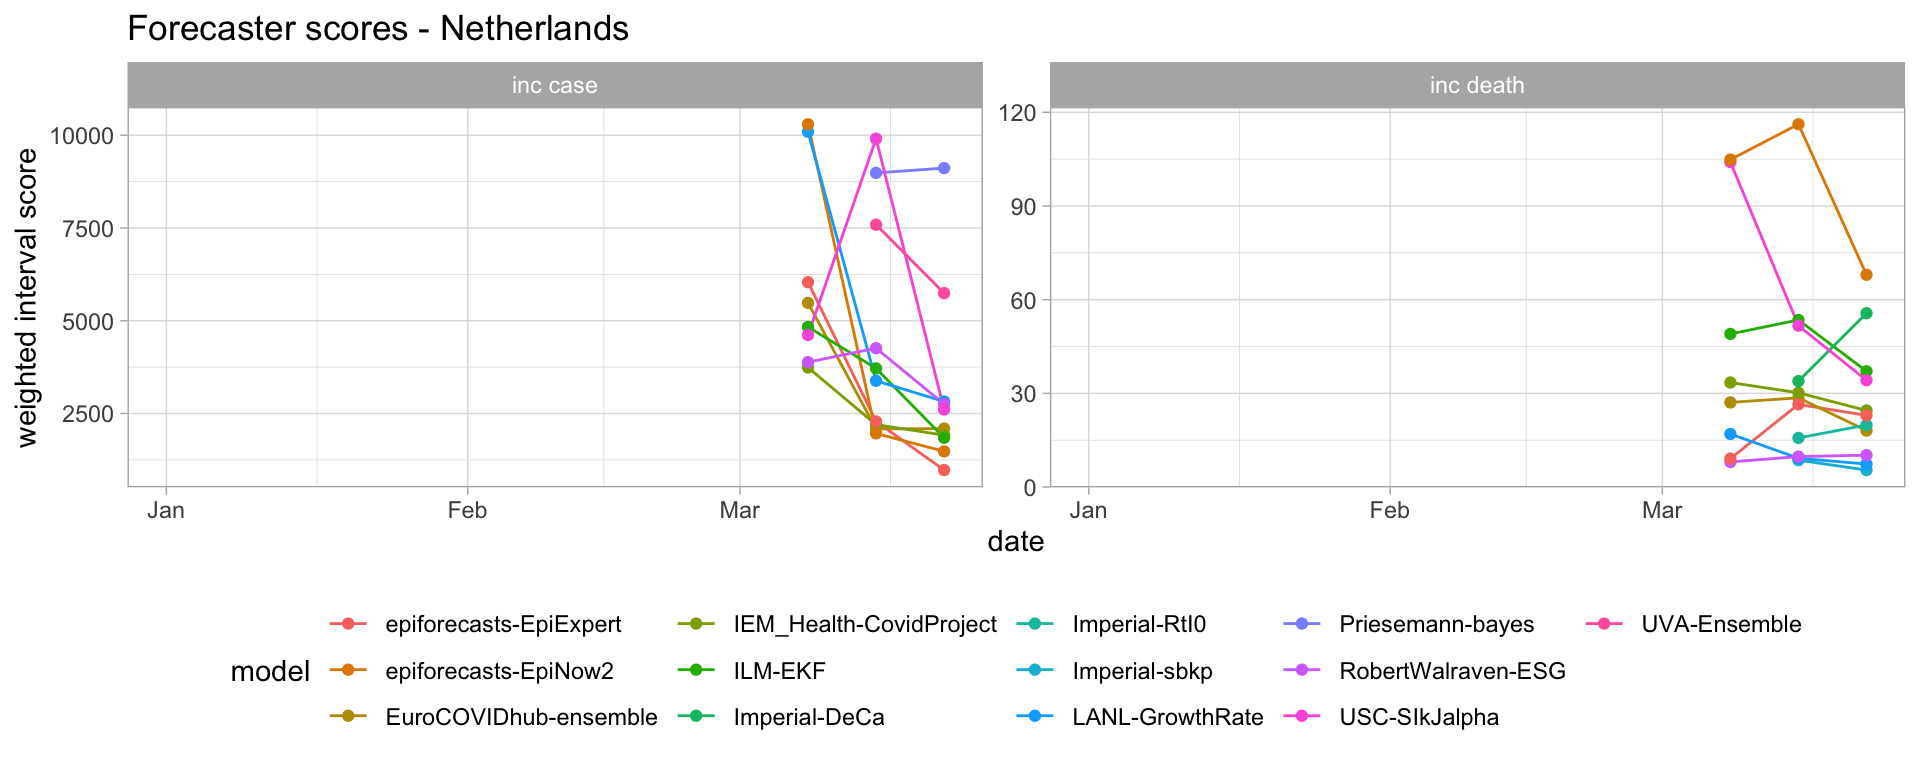 Forecaster scores - Netherlands
inc case
inc death
weighted interval score
10000
7500
5000
2500
120
90
60
30
0
Jan Feb Mar
Jan Feb Mar
date
model
epiforecasts-EpiExpert
epiforecasts-EpiNow2
EuroCOVIDhub-ensemble
IEM_Health-CovidProject
ILM-EKF
Imperial-DeCa
Imperial-RtI0
Imperial-sbkp
LANL-GrowthRate
Priesemann-bayes
RobertWalraven-ESG
USC-SIkJalpha
UVA-Ensemble